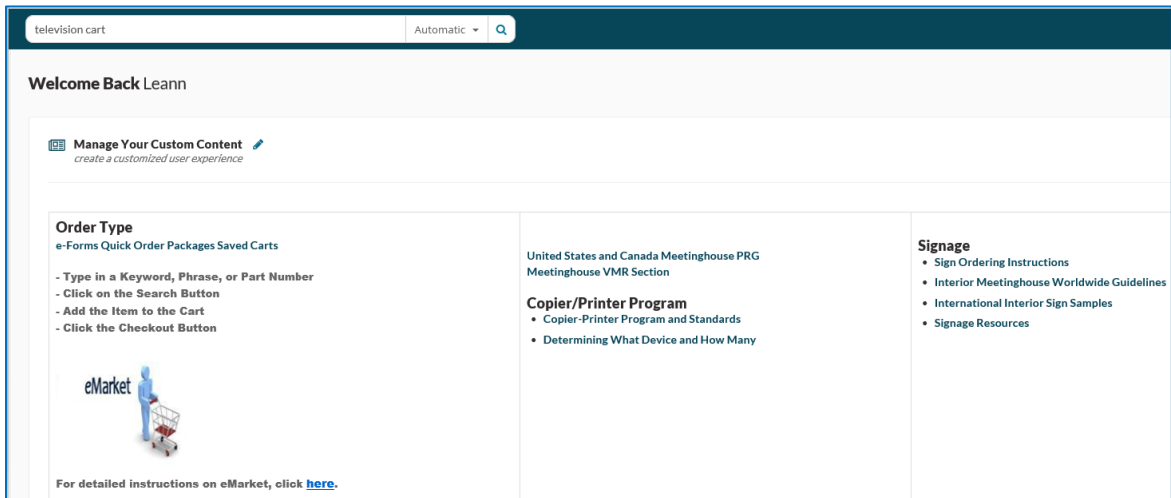 television cart
Automatic
Welcome Back Leann
Manage Your Custom Content
create a customized user experience
Order Type
e-Forms Quick Order Packages Saved Carts
- Type in a Keyword, Phrase, or Part Number
- Click on the Search Button
- Add the Item to the Cart
- Click the Checkout Button
eMarket
For detailed instructions on eMarket, click here.
United States and Canada Meetinghouse PRG
Meetinghouse VMR Section
Copier/Printer Program
• Copier-Printer Program and Standards
• Determining What Device and How Many
Signage
• Sign Ordering Instructions
• Interior Meetinghouse Worldwide Guidelines
• International Interior Sign Samples
• Signage Resources